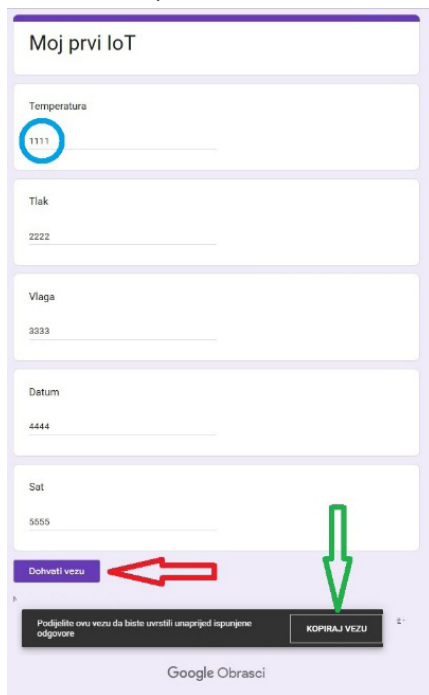 Moj prvi IoT
Temperatura
1111
Tlak
2222
Vlaga
3333
Datum
4444
Sat
5555
Dohvati vezu
Podijelite ovu vezu da biste uvrstili unaprijed ispunjene
odgovore
KOPIRAJ VEZU
Google Obrasci